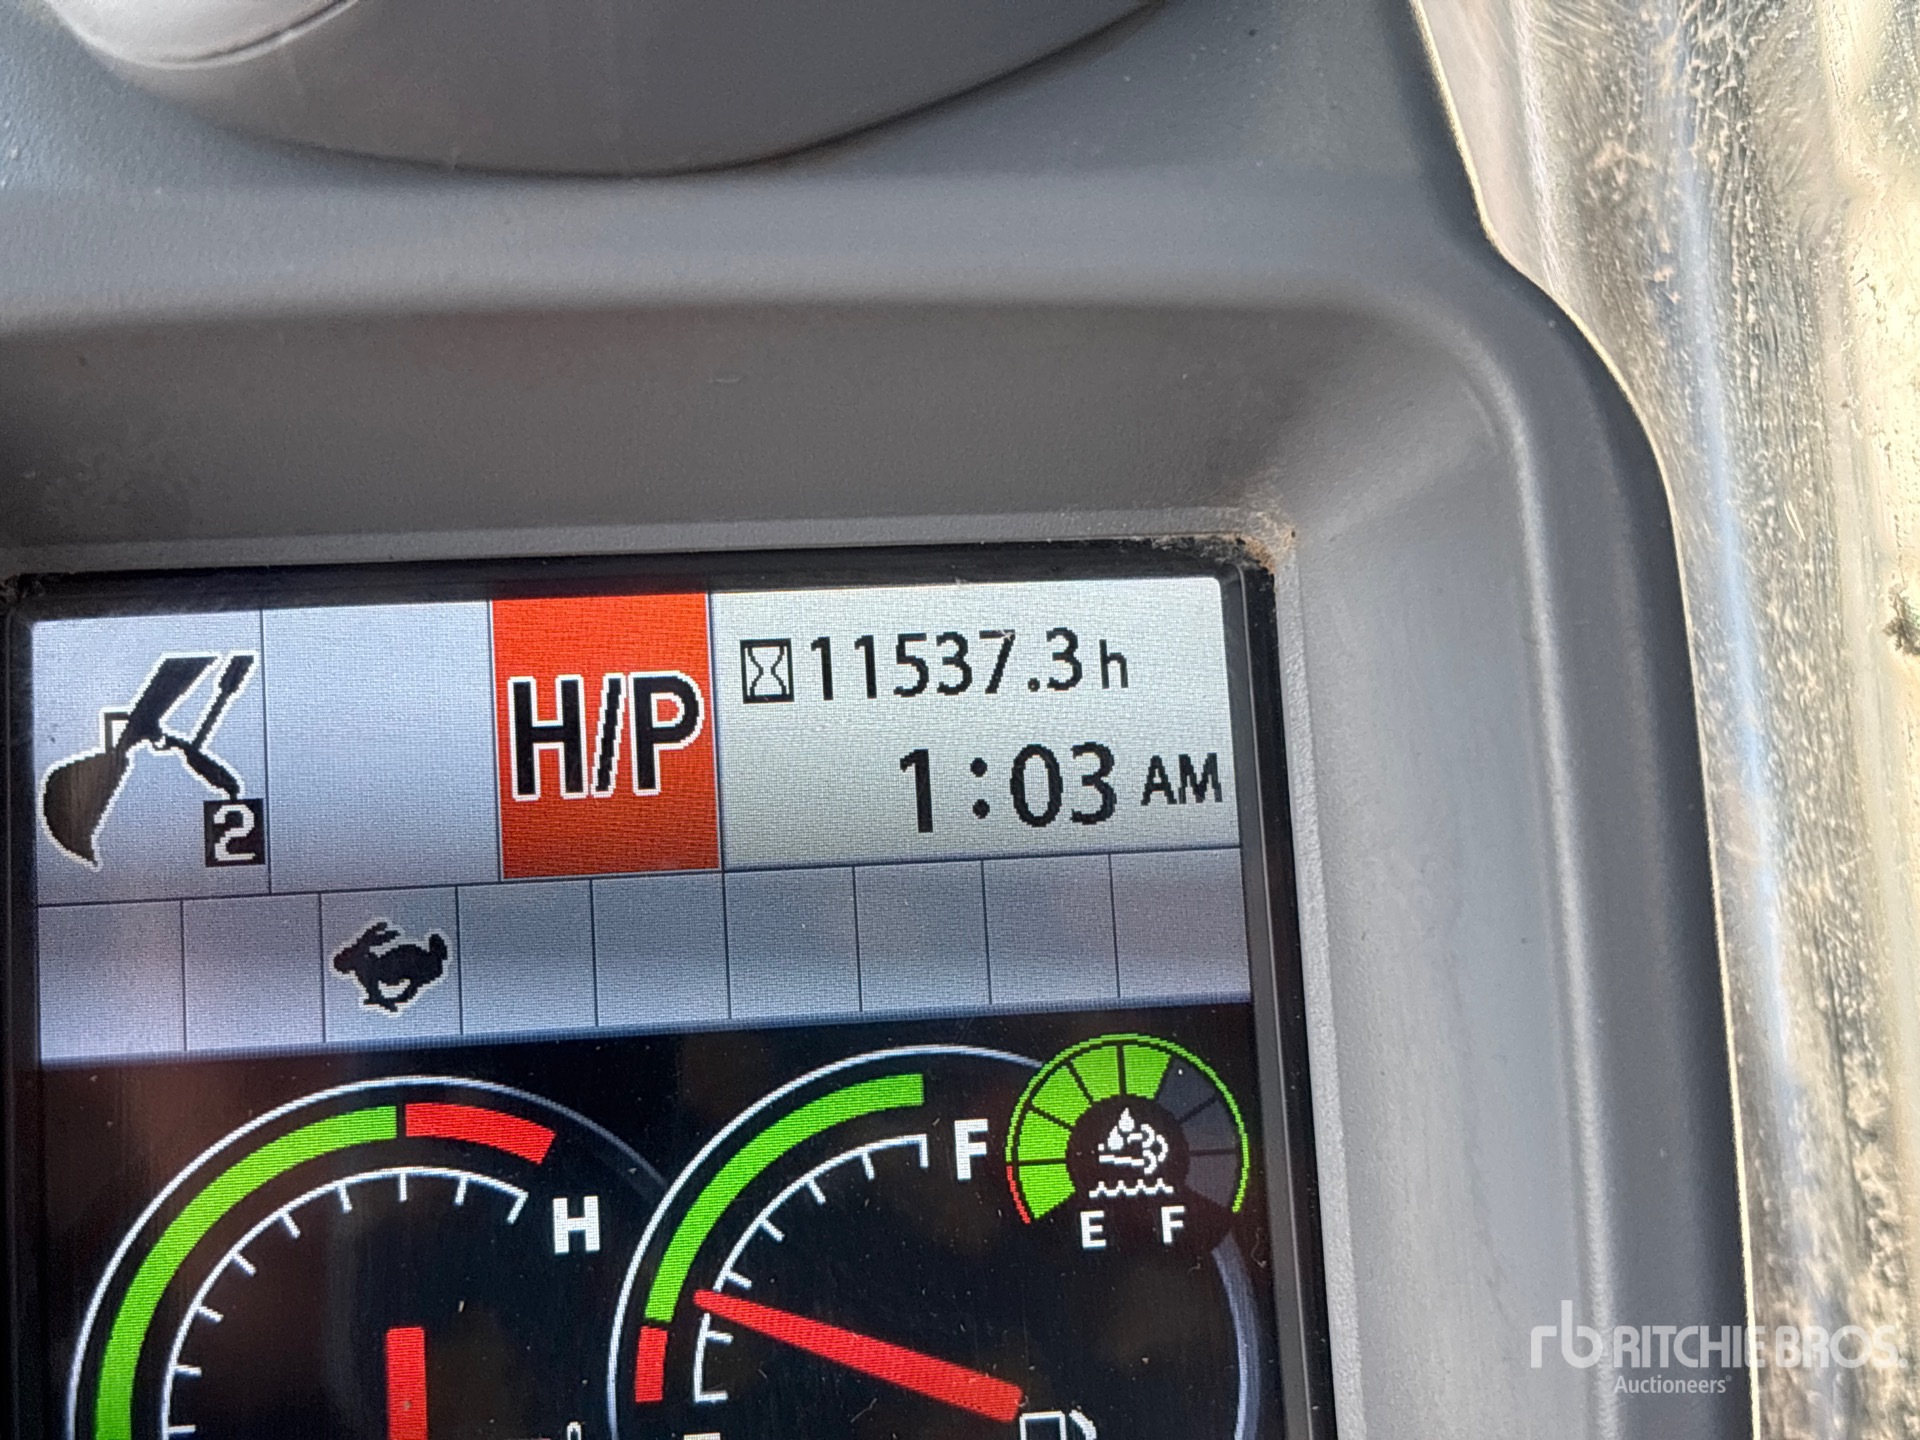 2
H/P
11537.3 h
1:03 AM
H
F
E F
rb RITCHIE BROS.
Auctioneers